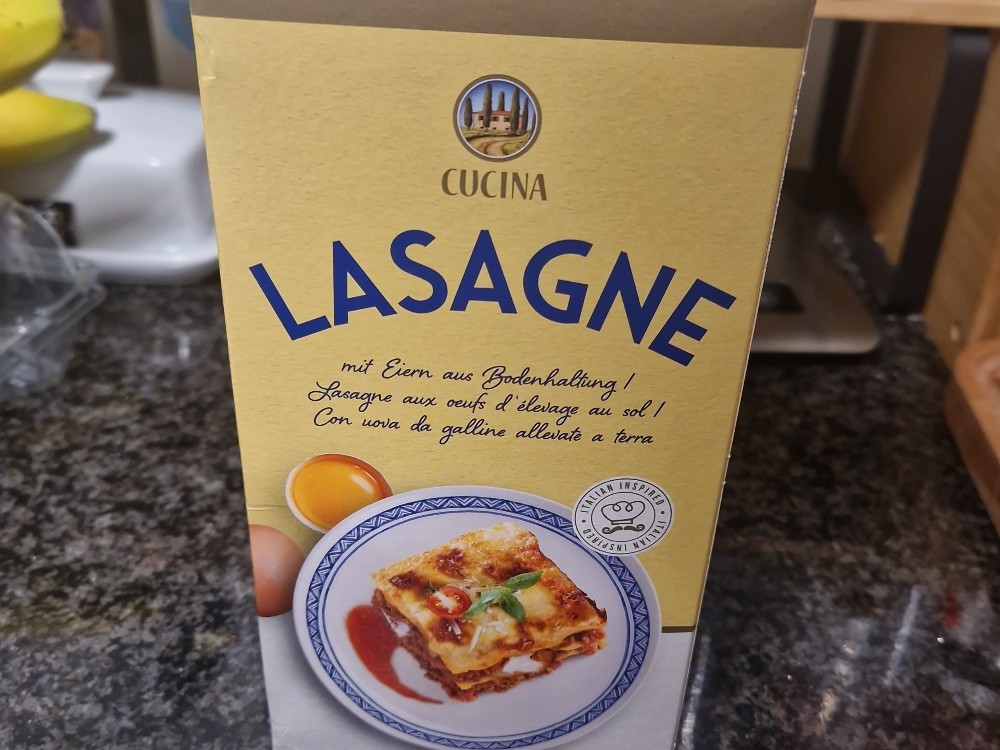 CUCINA
LASAGNE
mit Eiern aus Bodenhaltung /
Lasagne aux oeufs d'élevage au sol /
Con uova da galline allevate a terra
ITALIAN INSPIRED • ITALIAN INSPIRED •